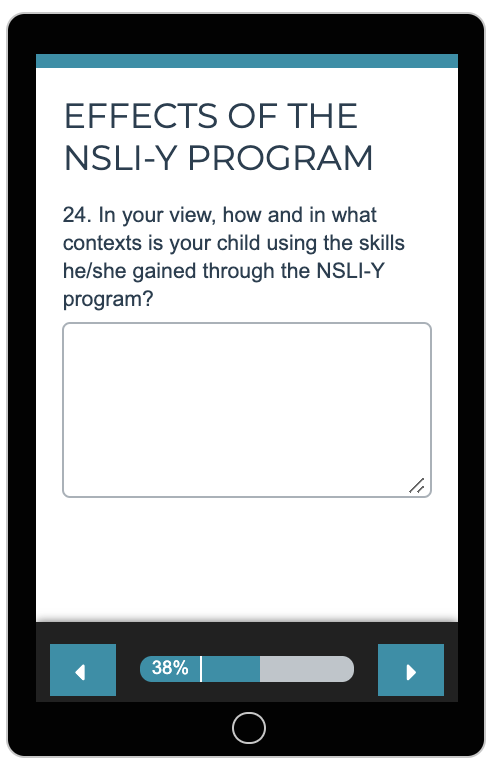 EFFECTS OF THE
NSLI-Y PROGRAM
24. In your view, how and in what
contexts is your child using the skills
he/she gained through the NSLI-Y
program?
38%